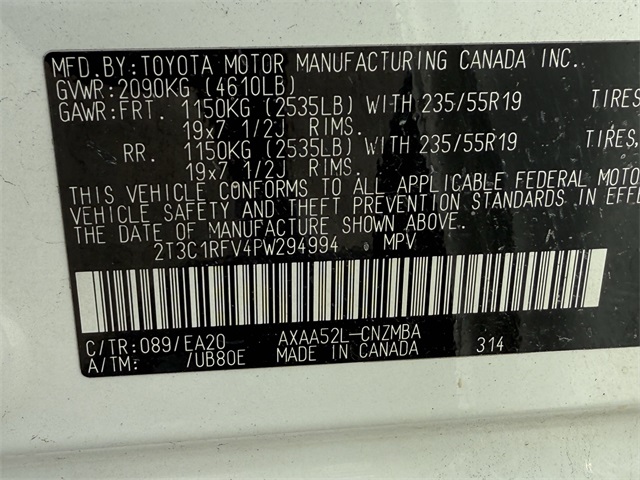 MFD.BY:TOYOTA MOTOR MANUFACTURING CANADA INC.
GVWR:2090KG (4610LB)
GAWR:FRT. 1150KG (2535LB) WITH 235/55R19 TIRES
19x7 1/2J RIMS.
RR. 1150KG (2535LB) WITH 235/55R19 TIRES,
19x7 1/2J RIMS.
THIS VEHICLE CONFORMS TO ALL APPLICABLE FEDERAL MOTO
VEHICLE SAFETY AND THEFT PREVENTION STANDARDS IN EFFE
THE DATE OF MANUFACTURE SHOWN ABOVE.
2T3C1RFV4PW294994 MPV
C/TR:089/EA20 AXAA52L-CNZMBA
A/TM: /UB80E MADE IN CANADA 314